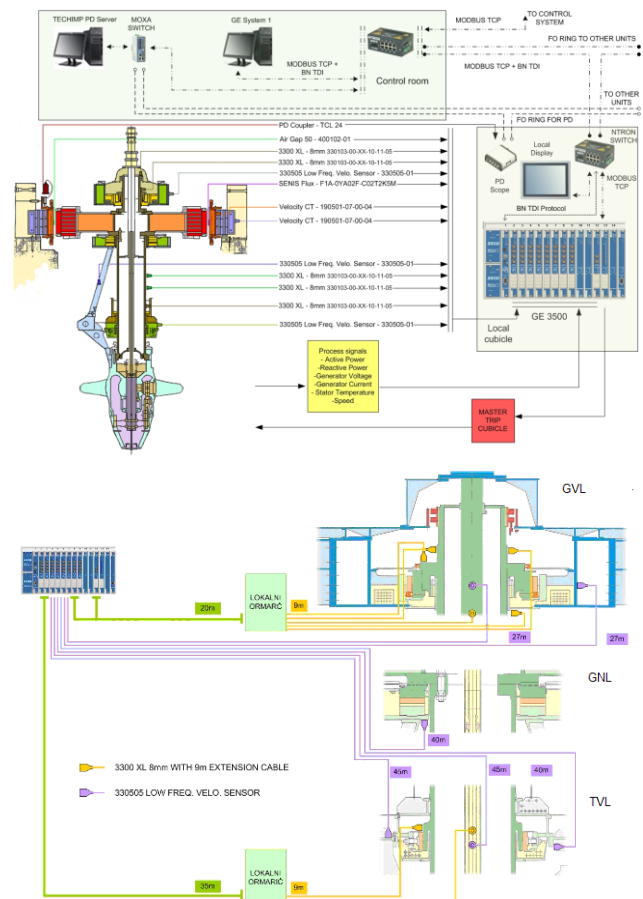 TECHIMP PD Server
MOXA
SWITCH
GE System 1
MODBUS TCP
TO CONTROL
SYSTEM
FO RING TO OTHER UNITS
MODBUS TCP +
BN TDI
Control room
MODBUS TCP + BN TDI
TO OTHER
UNITS
FO RING FOR PD
PD Coupler - TCL 24
Air Gap 50 - 400102-01
3300 XL - 8mm 330103-00-XX-10-11-05
3300 XL - 8mm 330103-00-XX-10-11-05
330505 Low Freq. Velo. Sensor - 330505-01
SENIS Flux - F1A-0YA02F-C02T2K5M
Velocity CT - 190501-07-00-04
Velocity CT - 190501-07-00-04
330505 Low Freq. Velo. Sensor - 330505-01
3300 XL - 8mm 330103-00-XX-10-11-05
3300 XL - 8mm 330103-00-XX-10-11-05
3300 XL - 8mm 330103-00-XX-10-11-05
330505 Low Freq. Velo. Sensor - 330505-01
NTRON
SWITCH
Local
Display
PD
Scope
MODBUS
TCP
BN TDI Protocol
GE 3500
Local
cubicle
Process signals
- Active Power
-Reactive Power
-Generator Voltage
-Generator Current
- Stator Temperature
-Speed
MASTER
TRIP
CUBICLE
GVL
LOKALNI
ORMARIĆ
20m
9m
27m
27m
GNL
40m
45m
45m
40m
3300 XL 8mm WITH 9m EXTENSION CABLE
330505 LOW FREQ. VELO. SENSOR
TVL
LOKALNI
ORMARIĆ
35m
9m